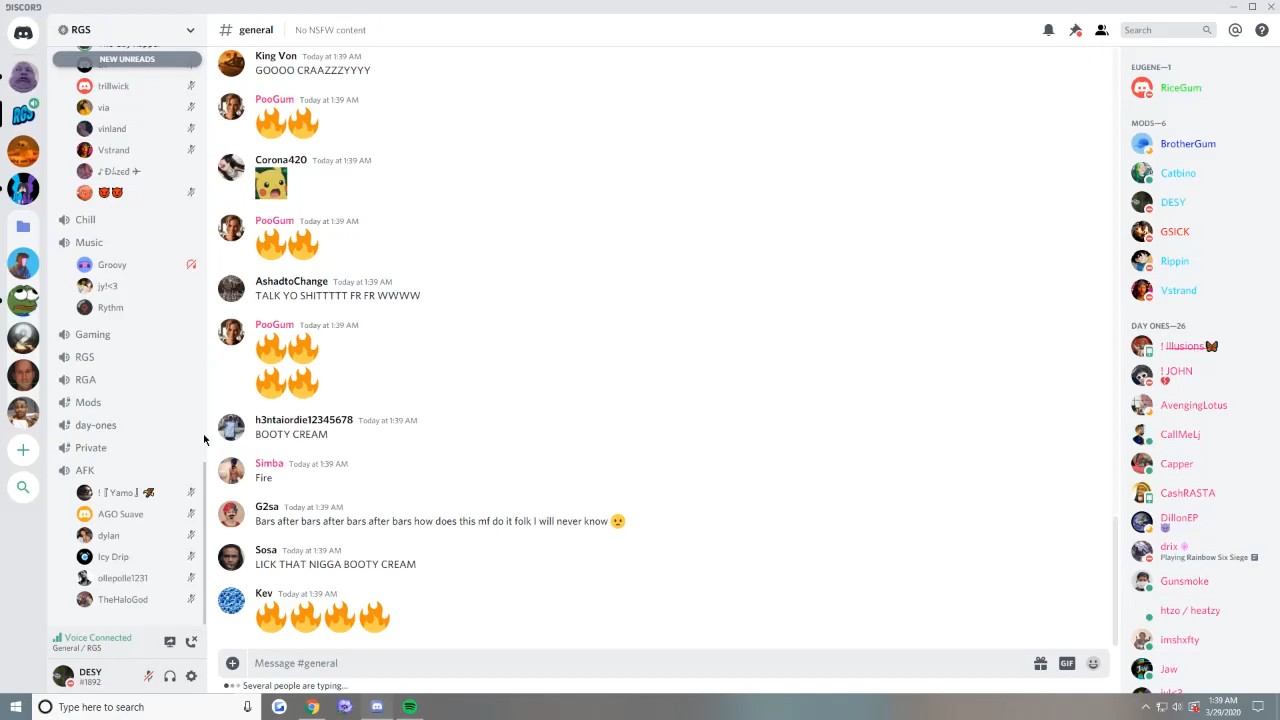 DISCORD
RGS
# general
No NSFW content
Search
NEW UNREADS
trillwick
via
vinland
Vstrand
Chill
Music
Groovy
jy!<3
Rythm
Gaming
RGS
RGA
Mods
day-ones
Private
AFK
! 『Yamo』
AGO Suave
dylan
Icy Drip
ollepolle1231
TheHaloGod
Voice Connected
General / RGS
DESY
#1892
King Von Today at 1:39 AM
GOOOO CRAAZZZYYYY
PooGum Today at 1:39 AM
Corona420 Today at 1:39 AM
PooGum Today at 1:39 AM
AshadtoChange Today at 1:39 AM
TALK YO SHITTTTT FR FR WWWW
PooGum Today at 1:39 AM
h3ntaiordie12345678 Today at 1:39 AM
BOOTY CREAM
Simba Today at 1:39 AM
Fire
G2sa Today at 1:39 AM
Bars after bars after bars after bars how does this mf do it folk I will never know
Sosa Today at 1:39 AM
LICK THAT NIGGA BOOTY CREAM
Kev Today at 1:39 AM
Message #general
GIF
Several people are typing...
EUGENE—1
RiceGum
MODS—6
BrotherGum
Catbino
DESY
GSICK
Rippin
Vstrand
DAY ONES—26
! Illusions
! JOHN
AvengingLotus
CallMeLj
Capper
CashRASTA
DillonEP
drix
Playing Rainbow Six Siege
Gunsmoke
htzo / heatzy
imshxfty
Jaw
Type here to search
1:39 AM
3/29/2020